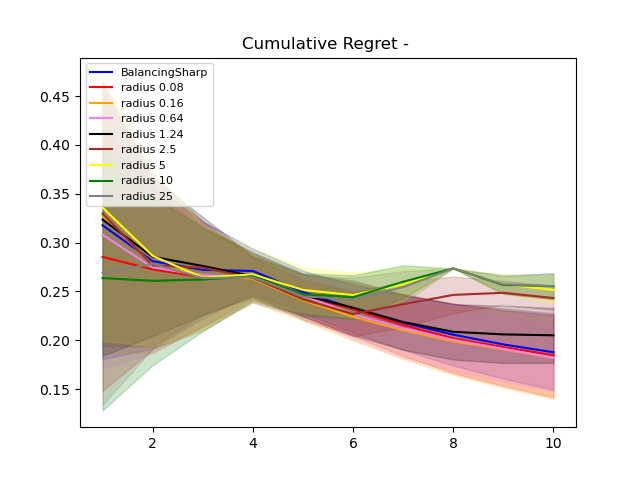 Cumulative Regret -
BalancingSharp
radius 0.08
radius 0.16
radius 0.64
radius 1.24
radius 2.5
radius 5
radius 10
radius 25
0.45
0.40
0.35
0.30
0.25
0.20
0.15
2 4 6 8 10